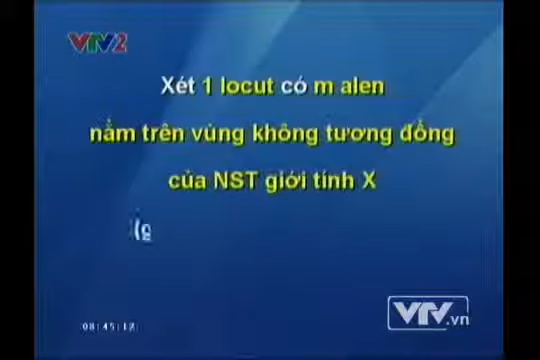 VTV2
Xét 1 locut có m alen
nằm trên vùng không tương đồng
của NST giới tính X
(g
08:45:12
VTV.vn